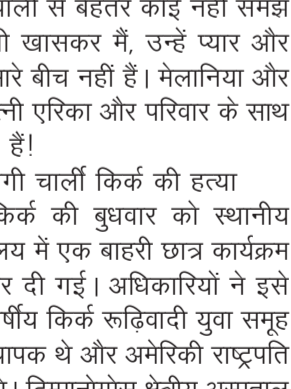 से बेहतर कोई नहीं समझ
खासकर मैं, उन्हें प्यार और
बीच नहीं हैं। मेलानिया और
एरिका और परिवार के साथ
हैं!
चार्ली किर्क की हत्या
किर्क की बुधवार को स्थानीय
में एक बाहरी छात्र कार्यक्रम
दी गई। अधिकारियों ने इसे
किर्क रूढ़िवादी युवा समूह
थे और अमेरिकी राष्ट्रपति